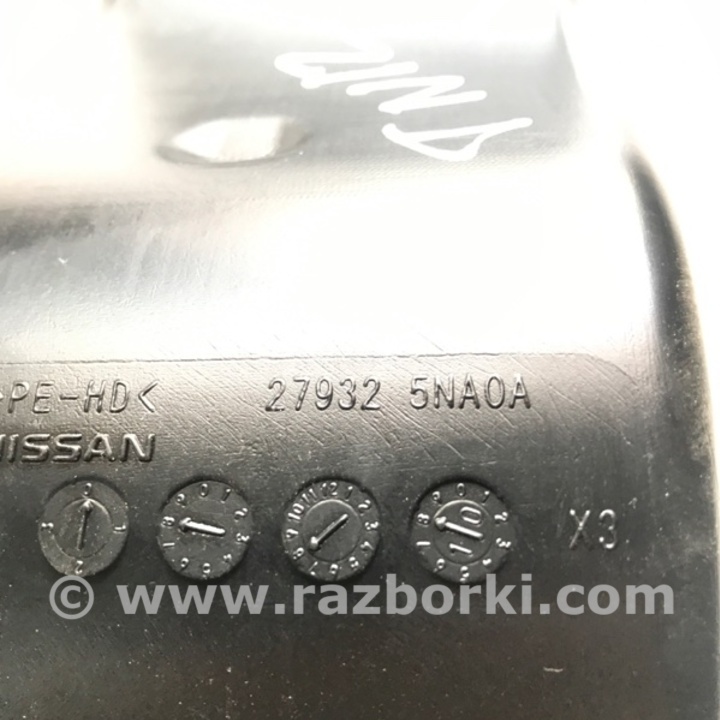 >PE-HD< 27932 5NA0A
NISSAN
X3
© www.razborki.com